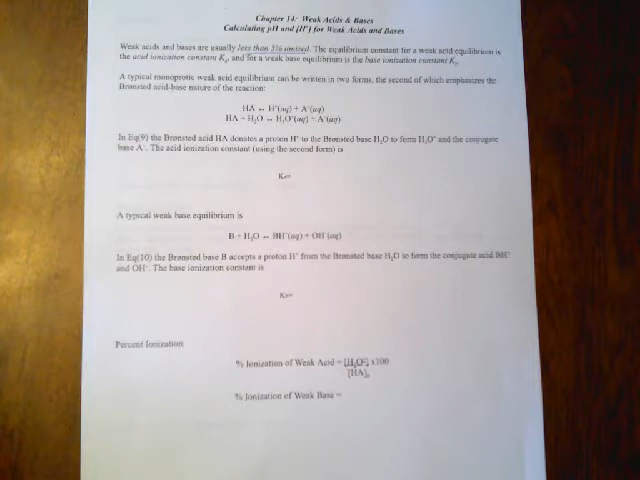 Chapter 14: Weak Acids & Bases
Calculating pH and [H⁺] for Weak Acids and Bases
Weak acids and bases are usually less than 5% ionized. The equilibrium constant for a weak acid equilibrium is
the acid ionization constant Kₐ, and for a weak base equilibrium is the base ionization constant K
A typical monoprotic weak acid equilibrium can be written in two forms, the second of which emphasizes the
Brønsted acid-base nature of the reaction:
HA ↔ H⁺(aq) + A⁻(aq)
HA + H₂O ↔ H₃O⁺(aq) + A⁻(aq)
In Eq(9) the Brønsted acid HA donates a proton H⁺ to the Brønsted base H₂O to form H₃O⁺ and the conjugate
base A⁻. The acid ionization constant (using the second form) is
Kₐ=
A typical weak base equilibrium is
B + H₂O ↔ BH⁺(aq) + OH⁻(aq)
In Eq(10) the Brønsted base B accepts a proton H⁺ from the Brønsted base H₂O to form the conjugate acid BH⁺
and OH⁻. The base ionization constant is
K=
Percent Ionization
% Ionization of Weak Acid = [H₃O⁺] x100
[HA]₀
% Ionization of Weak Base =